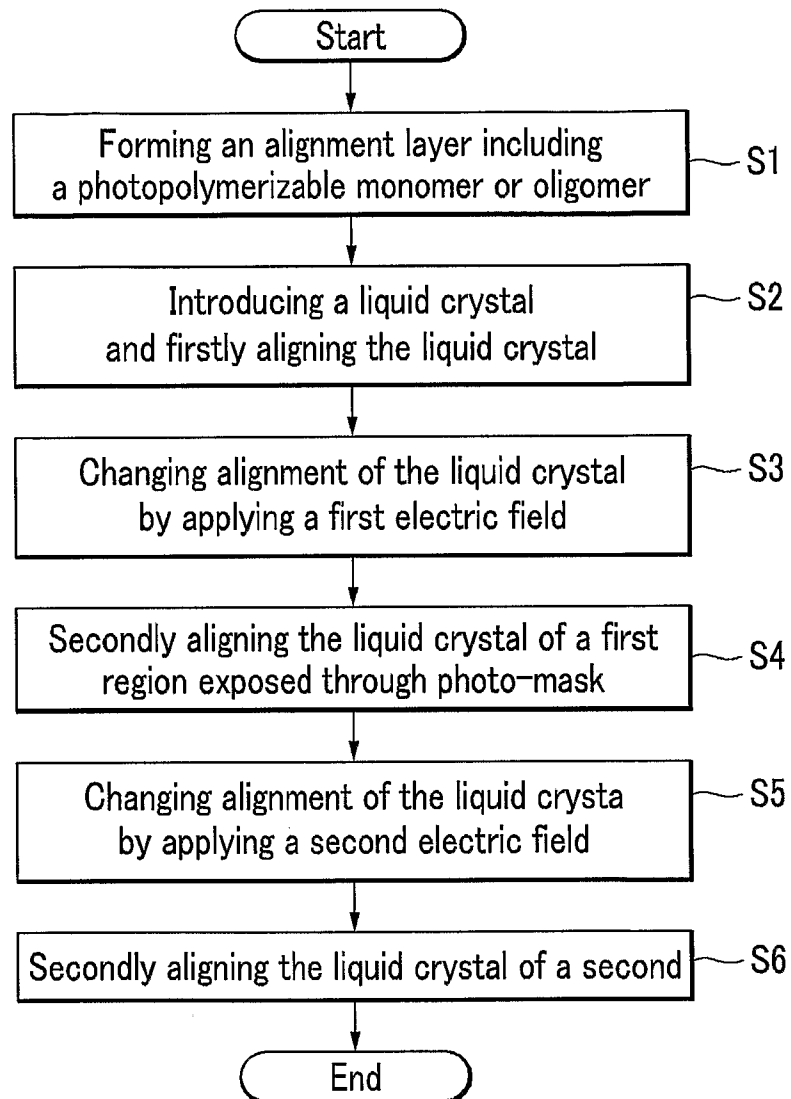 Start
Forming an alignment layer including
a photopolymerizable monomer or oligomer
S1
Introducing a liquid crystal
and firstly aligning the liquid crystal
S2
Changing alignment of the liquid crystal
by applying a first electric field
S3
Secondly aligning the liquid crystal of a first
region exposed through photo-mask
S4
Changing alignment of the liquid crysta
by applying a second electric field
S5
Secondly aligning the liquid crystal of a second
S6
End